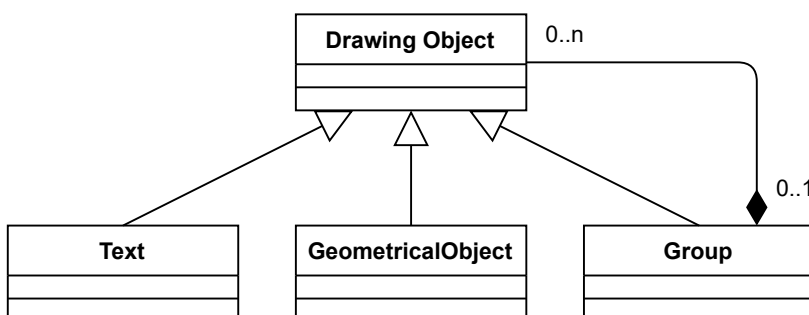 Drawing Object
0..n
0..1
Text
GeometricalObject
Group